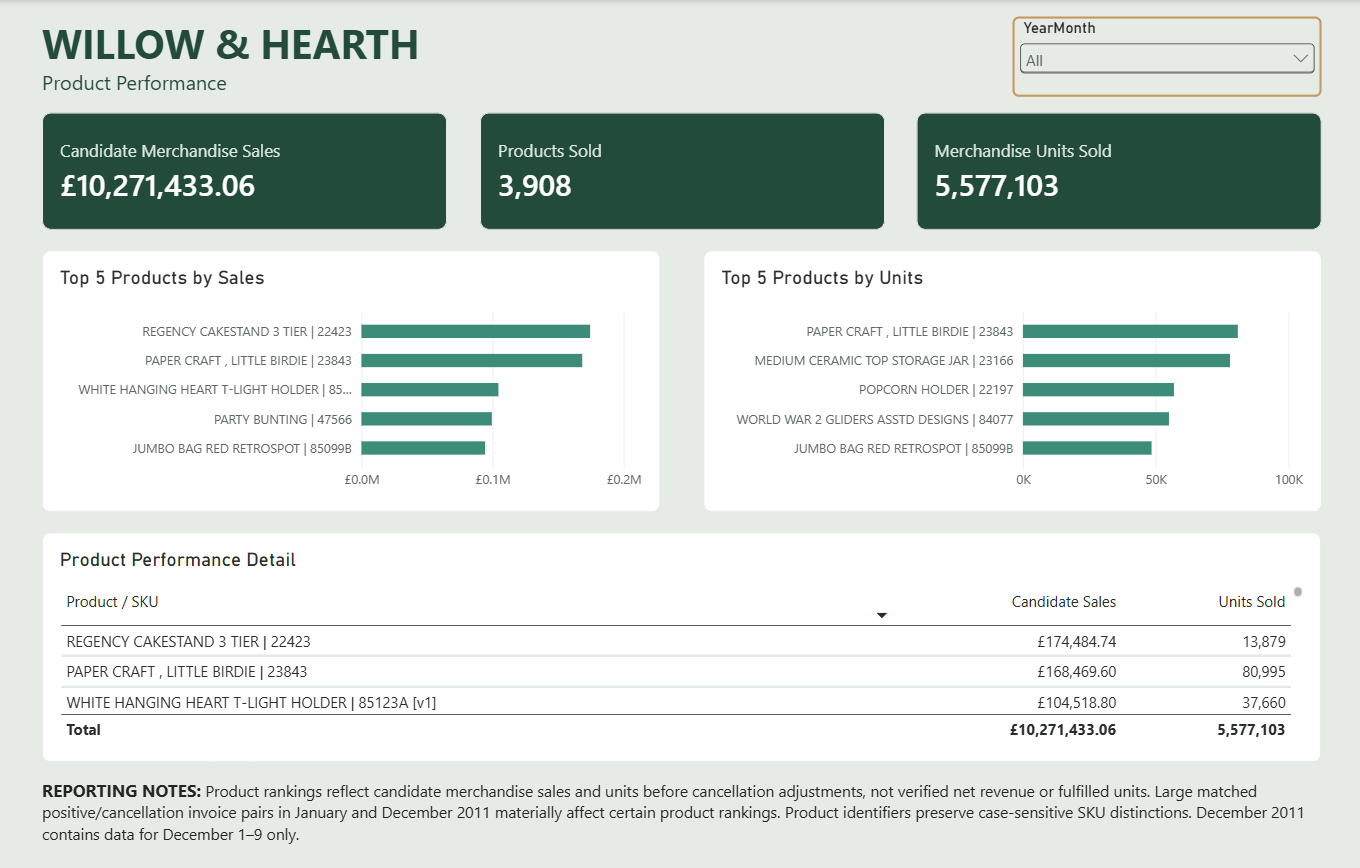 WILLOW & HEARTH
Product Performance
YearMonth
All
Candidate Merchandise Sales
£10,271,433.06
Products Sold
3,908
Merchandise Units Sold
5,577,103
Top 5 Products by Sales
REGENCY CAKESTAND 3 TIER | 22423
PAPER CRAFT , LITTLE BIRDIE | 23843
WHITE HANGING HEART T-LIGHT HOLDER | 85...
PARTY BUNTING | 47566
JUMBO BAG RED RETROSPOT | 85099B
£0.0M £0.1M £0.2M
Top 5 Products by Units
PAPER CRAFT , LITTLE BIRDIE | 23843
MEDIUM CERAMIC TOP STORAGE JAR | 23166
POPCORN HOLDER | 22197
WORLD WAR 2 GLIDERS ASSTD DESIGNS | 84077
JUMBO BAG RED RETROSPOT | 85099B
0K 50K 100K
Product Performance Detail
Product / SKU Candidate Sales Units Sold
REGENCY CAKESTAND 3 TIER | 22423 £174,484.74 13,879
PAPER CRAFT , LITTLE BIRDIE | 23843 £168,469.60 80,995
WHITE HANGING HEART T-LIGHT HOLDER | 85123A [v1] £104,518.80 37,660
Total £10,271,433.06 5,577,103
REPORTING NOTES: Product rankings reflect candidate merchandise sales and units before cancellation adjustments, not verified net revenue or fulfilled units. Large matched
positive/cancellation invoice pairs in January and December 2011 materially affect certain product rankings. Product identifiers preserve case-sensitive SKU distinctions. December 2011
contains data for December 1–9 only.